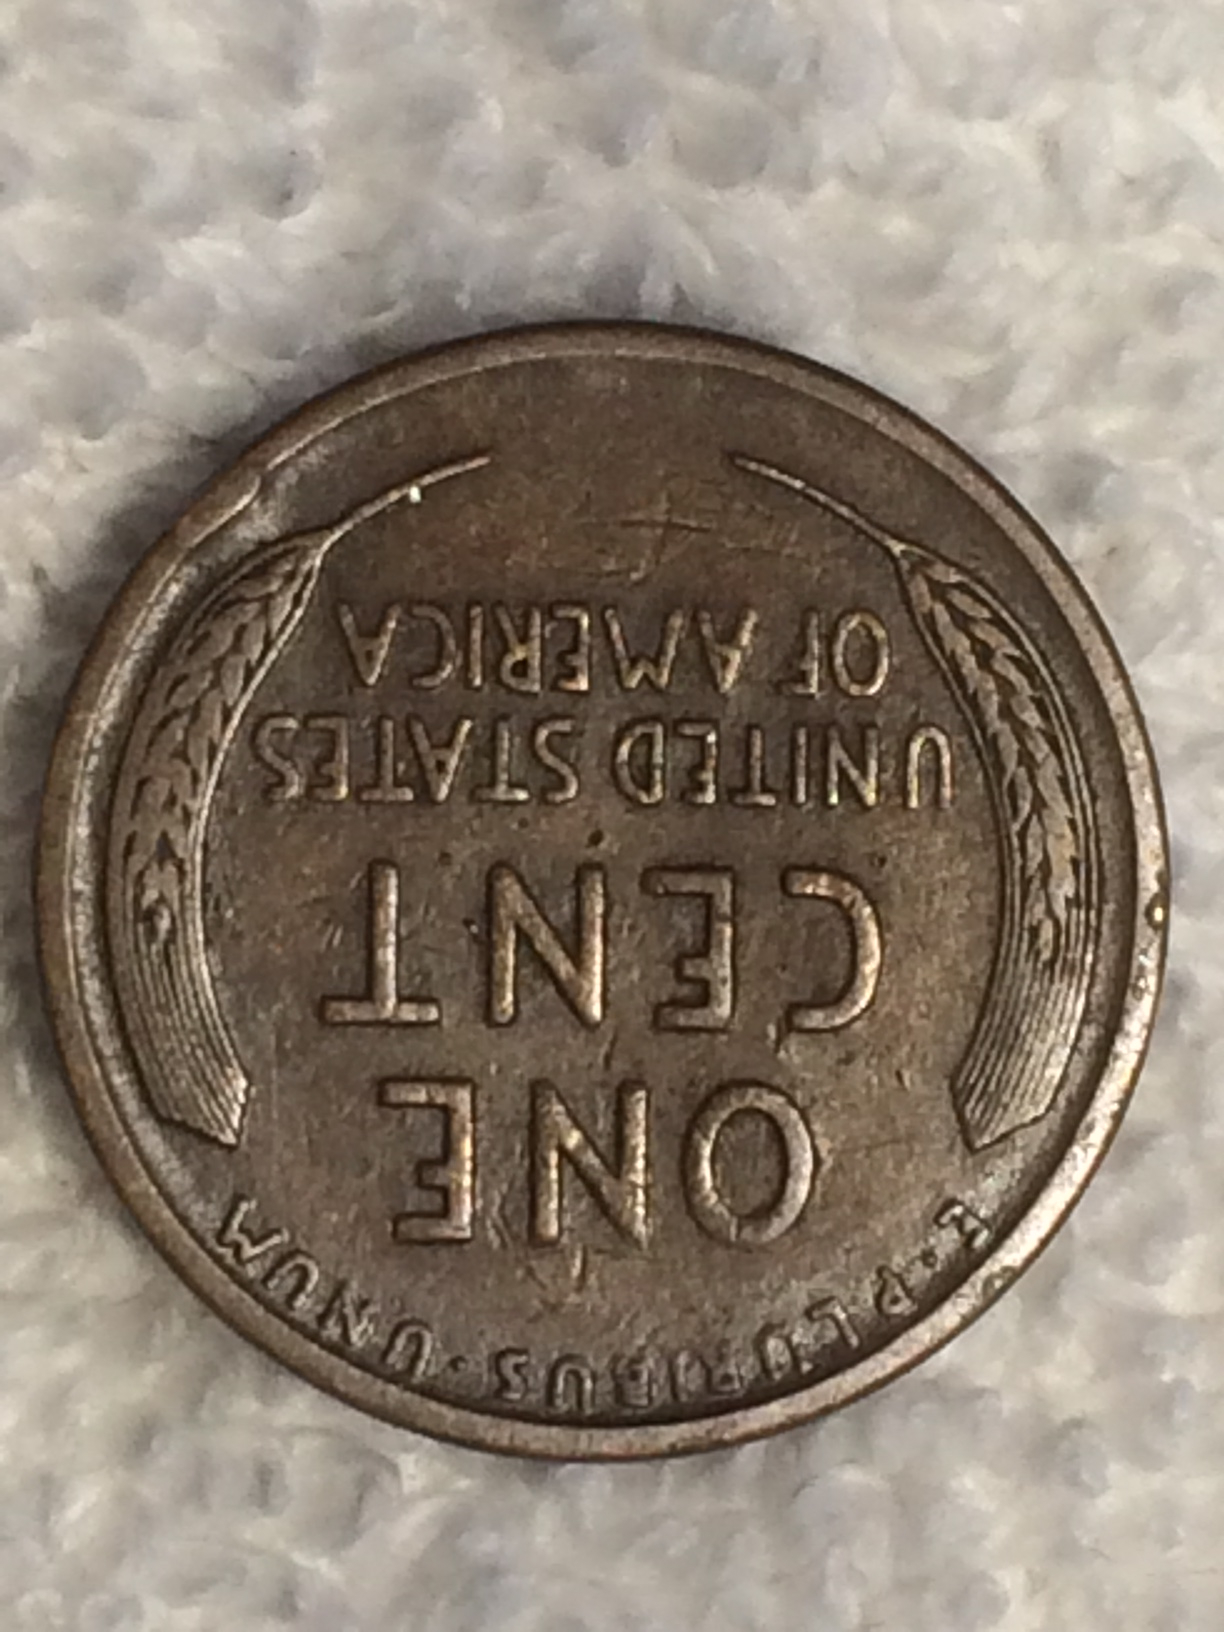 E·PLURIBUS·UNUM
ONE
CENT
UNITED STATES
OF AMERICA